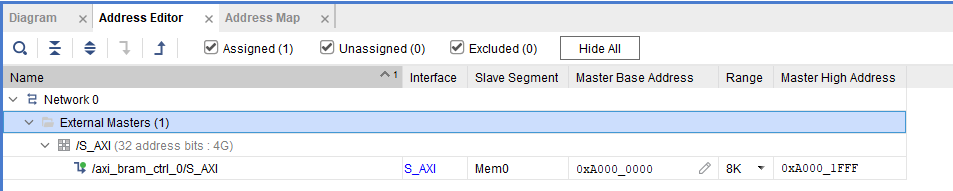 Diagram Address Editor Address Map
Assigned (1) Unassigned (0) Excluded (0) Hide All
Name 1 Interface Slave Segment Master Base Address Range Master High Address
Network 0
External Masters (1)
/S_AXI (32 address bits : 4G)
/axi_bram_ctrl_0/S_AXI S_AXI Mem0 0xA000_0000 8K 0xA000_1FFF